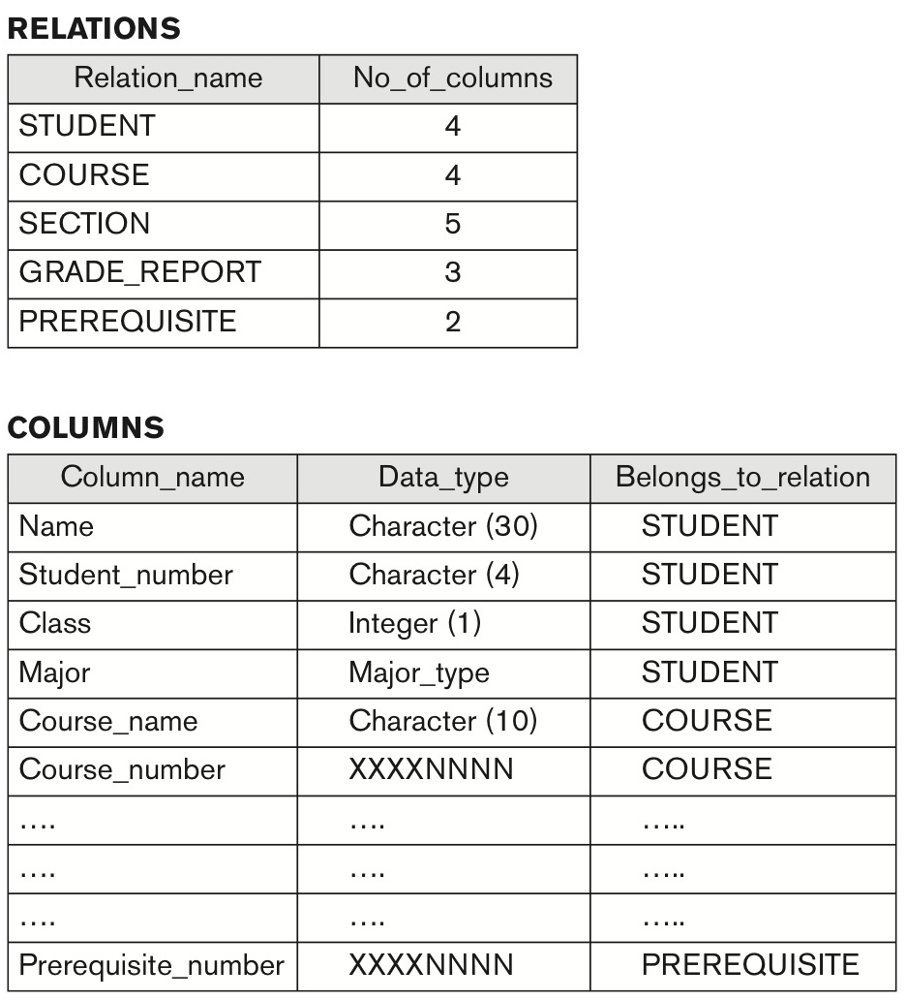 RELATIONS
Relation_name No_of_columns
STUDENT 4
COURSE 4
SECTION 5
GRADE_REPORT 3
PREREQUISITE 2
COLUMNS
Column_name Data_type Belongs_to_relation
Name Character (30) STUDENT
Student_number Character (4) STUDENT
Class Integer (1) STUDENT
Major Major_type STUDENT
Course_name Character (10) COURSE
Course_number XXXXNNNN COURSE
…. …. …..
…. …. …..
…. …. …..
Prerequisite_number XXXXNNNN PREREQUISITE